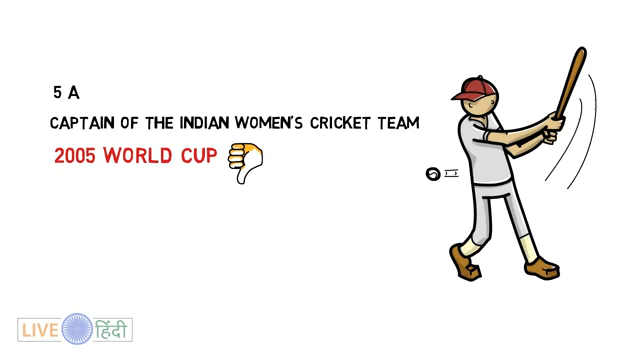 5 A
CAPTAIN OF THE INDIAN WOMEN'S CRICKET TEAM
2005 WORLD CUP
LIVE हिंदी